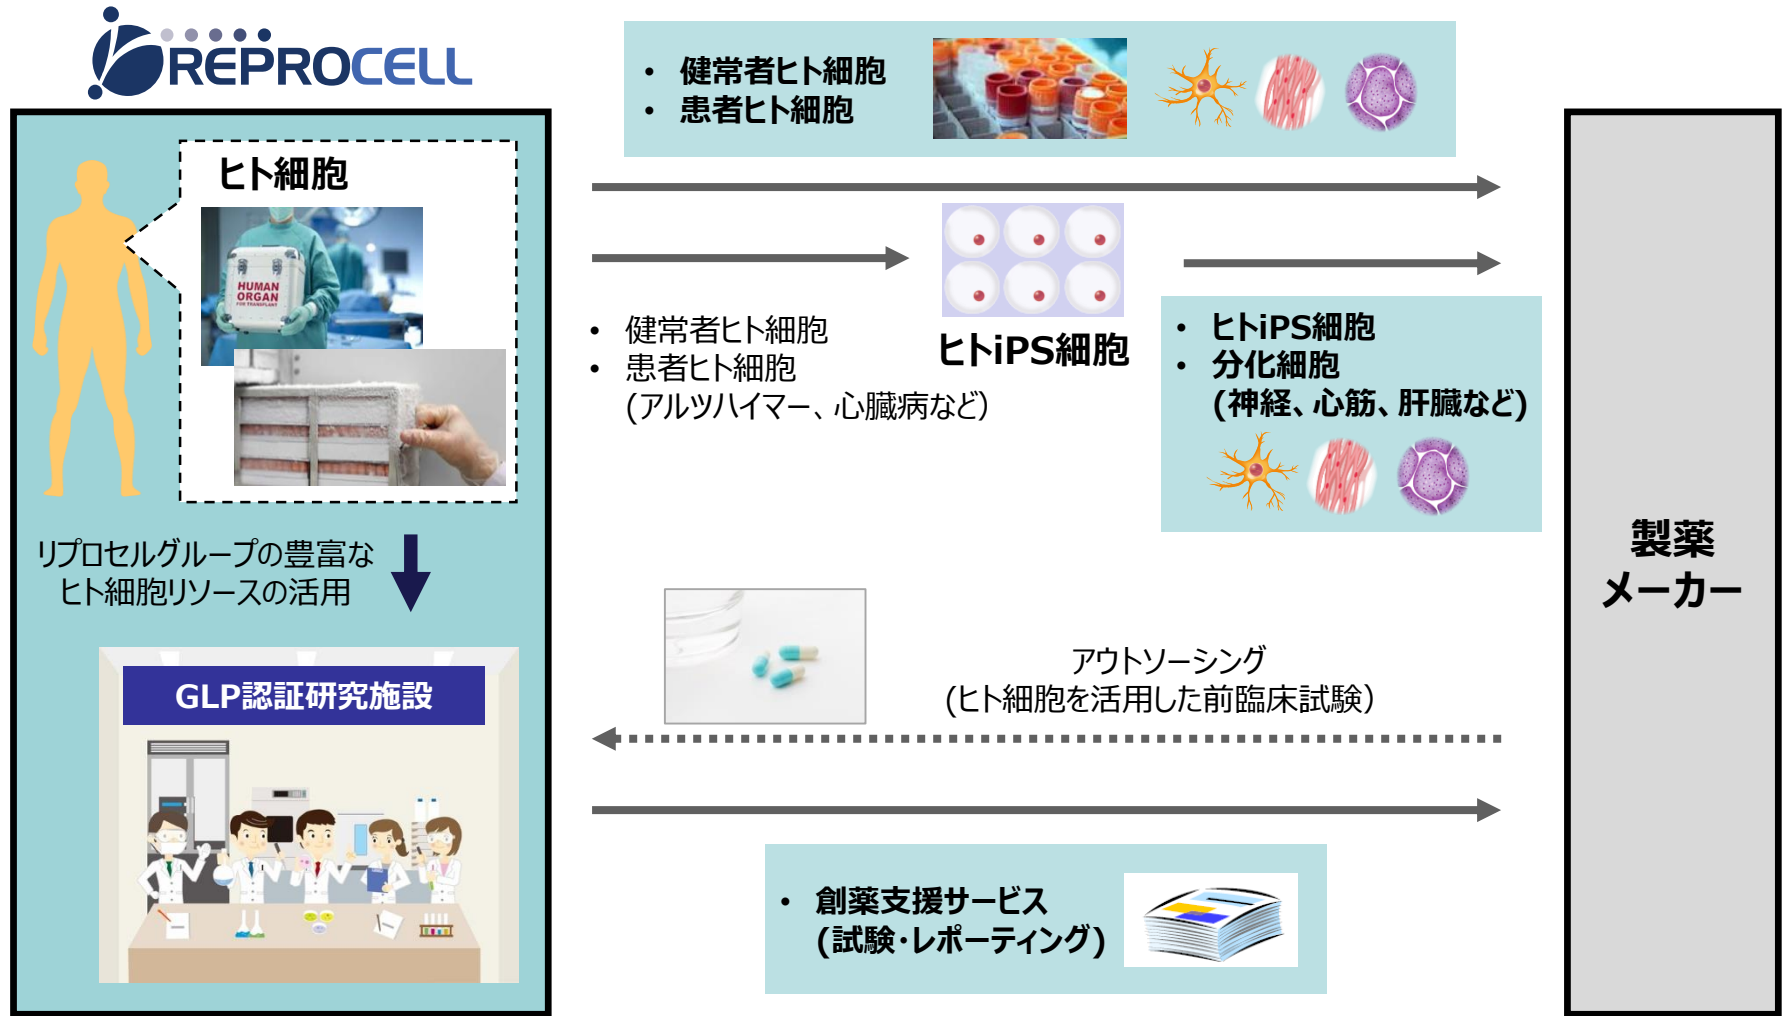 REPROCELL
ヒト細胞
HUMAN
ORGAN
FOR TRANSPLANT
リプロセルグループの豊富な
ヒト細胞リソースの活用
GLP認証研究施設
• 健常者ヒト細胞
• 患者ヒト細胞
• 健常者ヒト細胞
• 患者ヒト細胞
(アルツハイマー、心臓病など）
ヒトiPS細胞
• ヒトiPS細胞
• 分化細胞
(神経、心筋、肝臓など)
アウトソーシング
(ヒト細胞を活用した前臨床試験）
• 創薬支援サービス
(試験・レポーティング)
製薬
メーカー